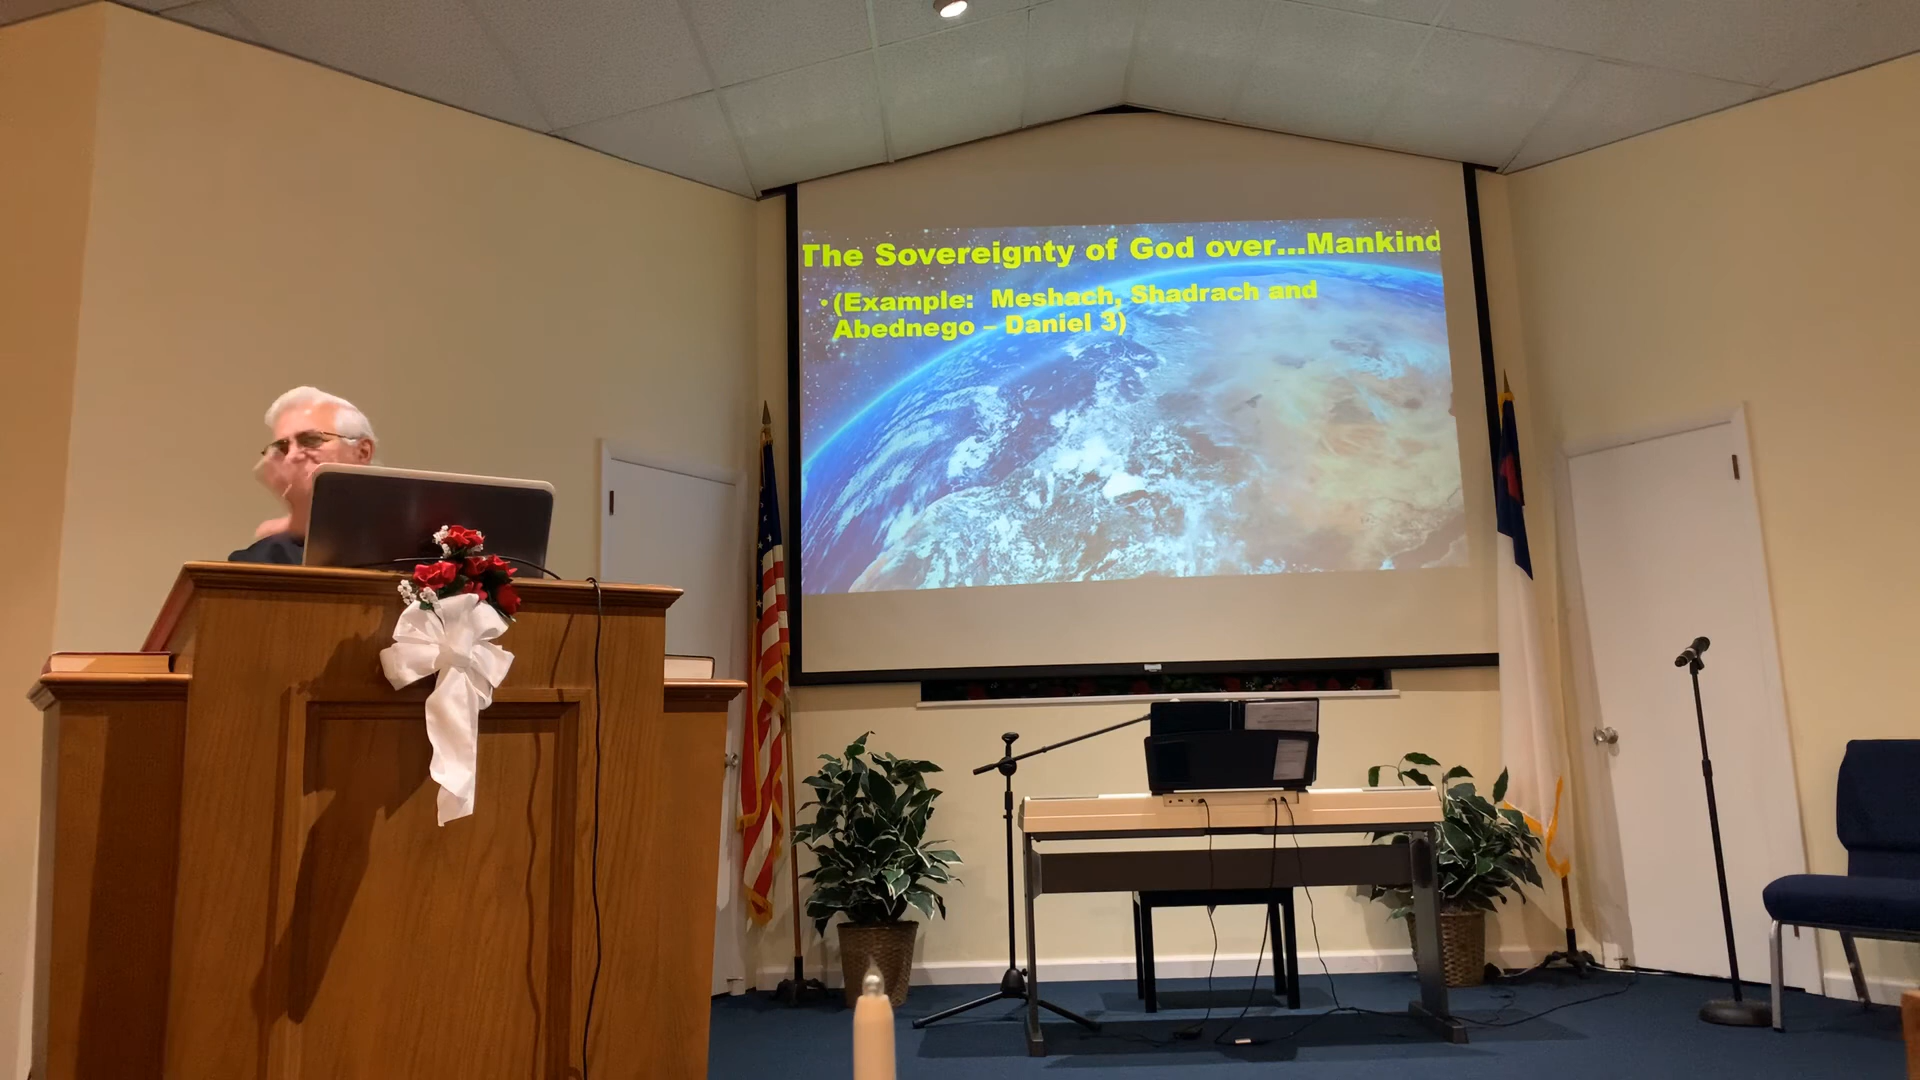 The Sovereignty of God over...Mankind
• (Example: Meshach, Shadrach and
Abednego – Daniel 3)